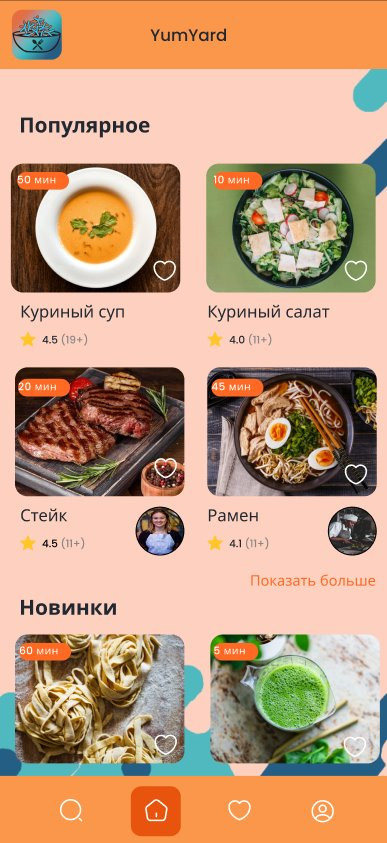 YumYard
Популярное
50 мин
10 мин
Куриный суп
Куриный салат
4.5 (19+)
4.0 (11+)
20 мин
45 мин
Стейк
Рамен
4.5 (11+)
4.1 (11+)
Показать больше
Новинки
60 мин
5 мин